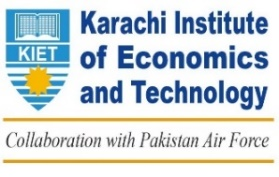 KIET
Karachi Institute
of Economics
and Technology
Collaboration with Pakistan Air Force